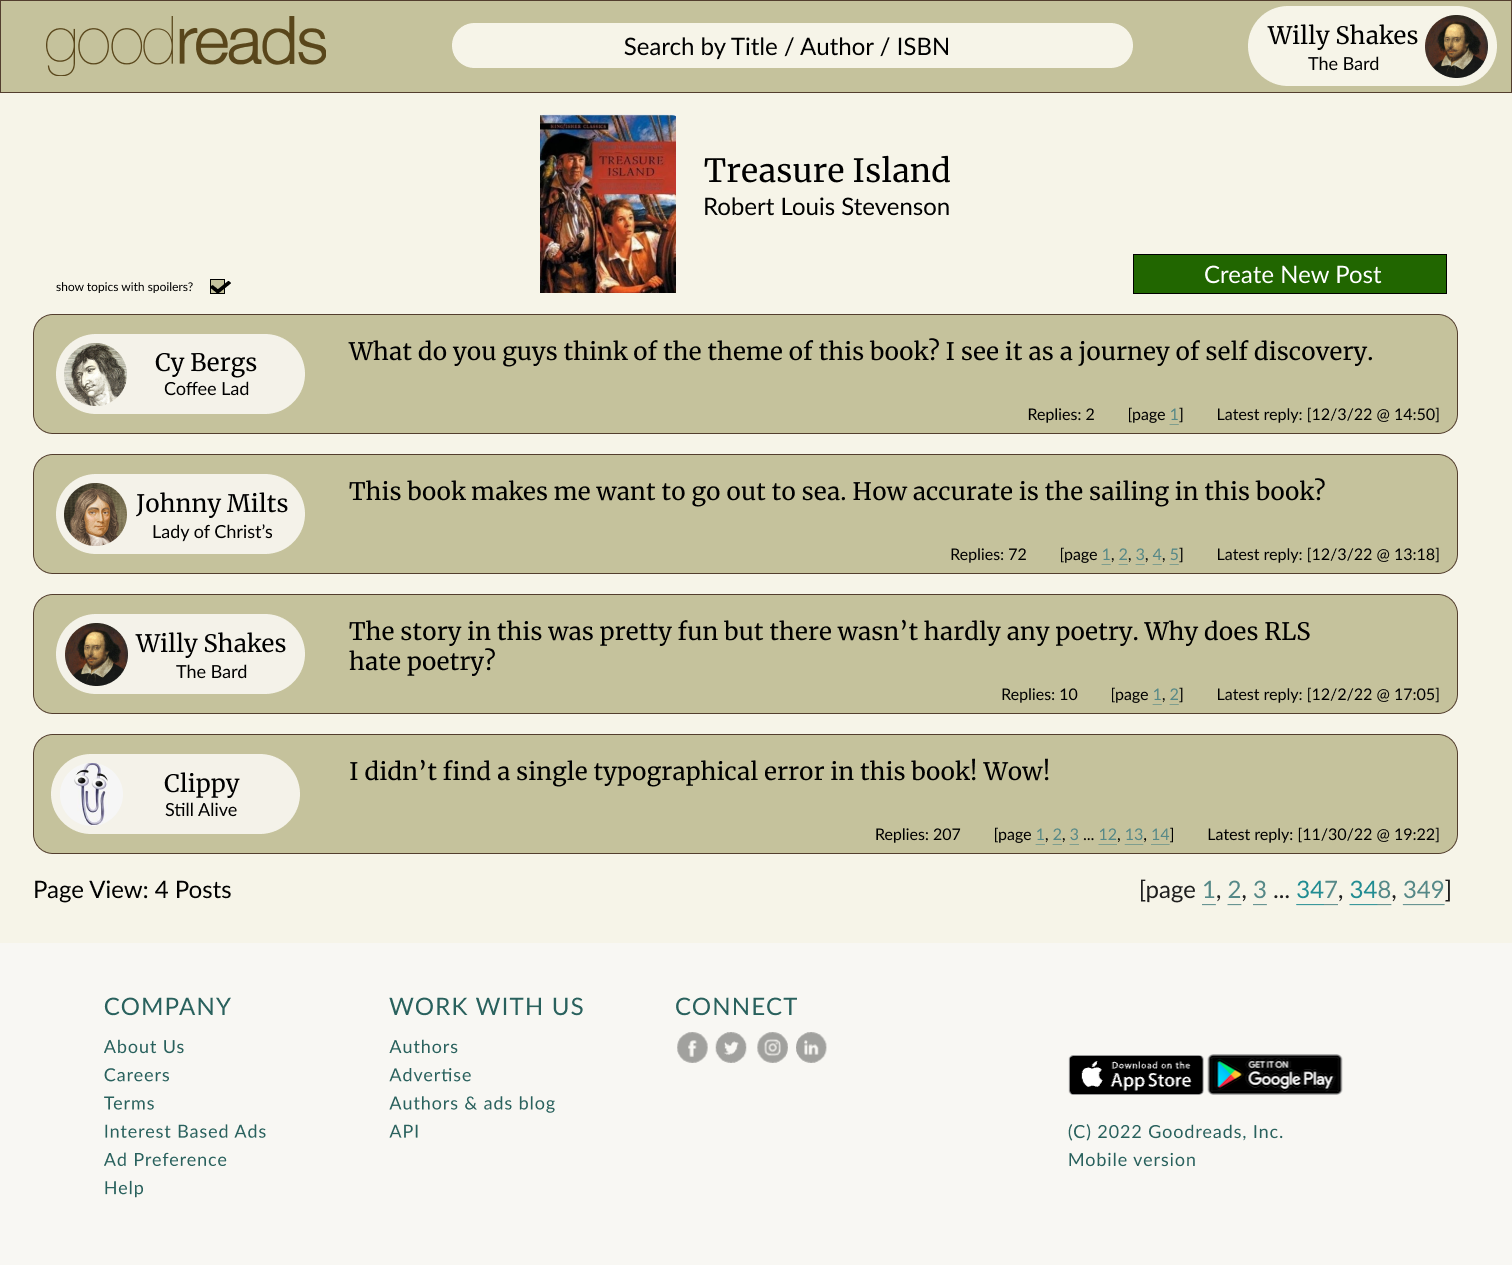 goodreads
Search by Title / Author / ISBN
Willy Shakes
The Bard
KINGFISHER CLASSICS
TREASURE
ISLAND
Treasure Island
Robert Louis Stevenson
show topics with spoilers?
Create New Post
Cy Bergs
Coffee Lad
What do you guys think of the theme of this book? I see it as a journey of self discovery.
Replies: 2 [page 1] Latest reply: [12/3/22 @ 14:50]
Johnny Milts
Lady of Christ’s
This book makes me want to go out to sea. How accurate is the sailing in this book?
Replies: 72 [page 1, 2, 3, 4, 5] Latest reply: [12/3/22 @ 13:18]
Willy Shakes
The Bard
The story in this was pretty fun but there wasn’t hardly any poetry. Why does RLS
hate poetry?
Replies: 10 [page 1, 2] Latest reply: [12/2/22 @ 17:05]
Clippy
Still Alive
I didn’t find a single typographical error in this book! Wow!
Replies: 207 [page 1, 2, 3 ... 12, 13, 14] Latest reply: [11/30/22 @ 19:22]
Page View: 4 Posts
[page 1, 2, 3 ... 347, 348, 349]
COMPANY
About Us
Careers
Terms
Interest Based Ads
Ad Preference
Help
WORK WITH US
Authors
Advertise
Authors & ads blog
API
CONNECT
Download on the
App Store
GET IT ON
Google Play
(C) 2022 Goodreads, Inc.
Mobile version